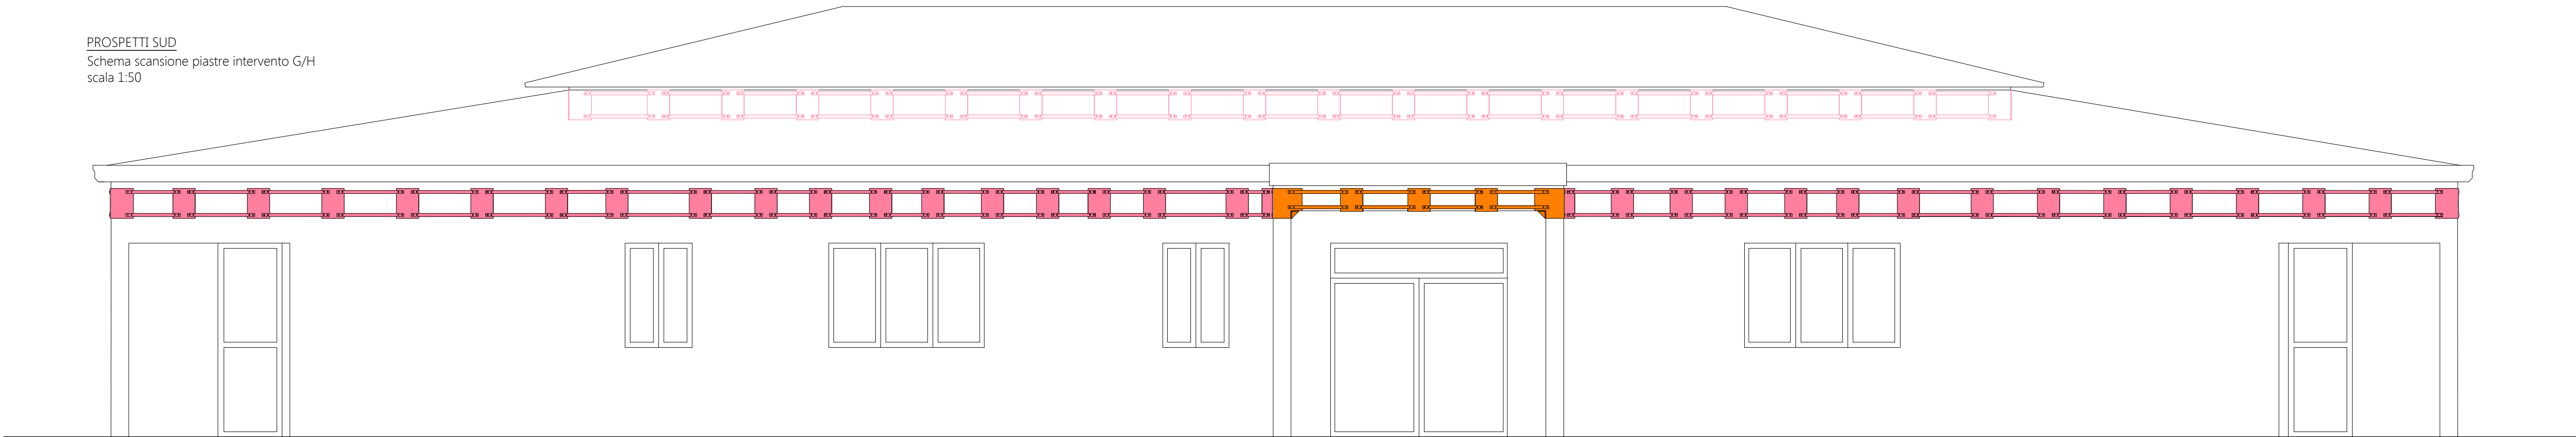 PROSPETTI SUD
Schema scansione piastre intervento G/H
scala 1:50